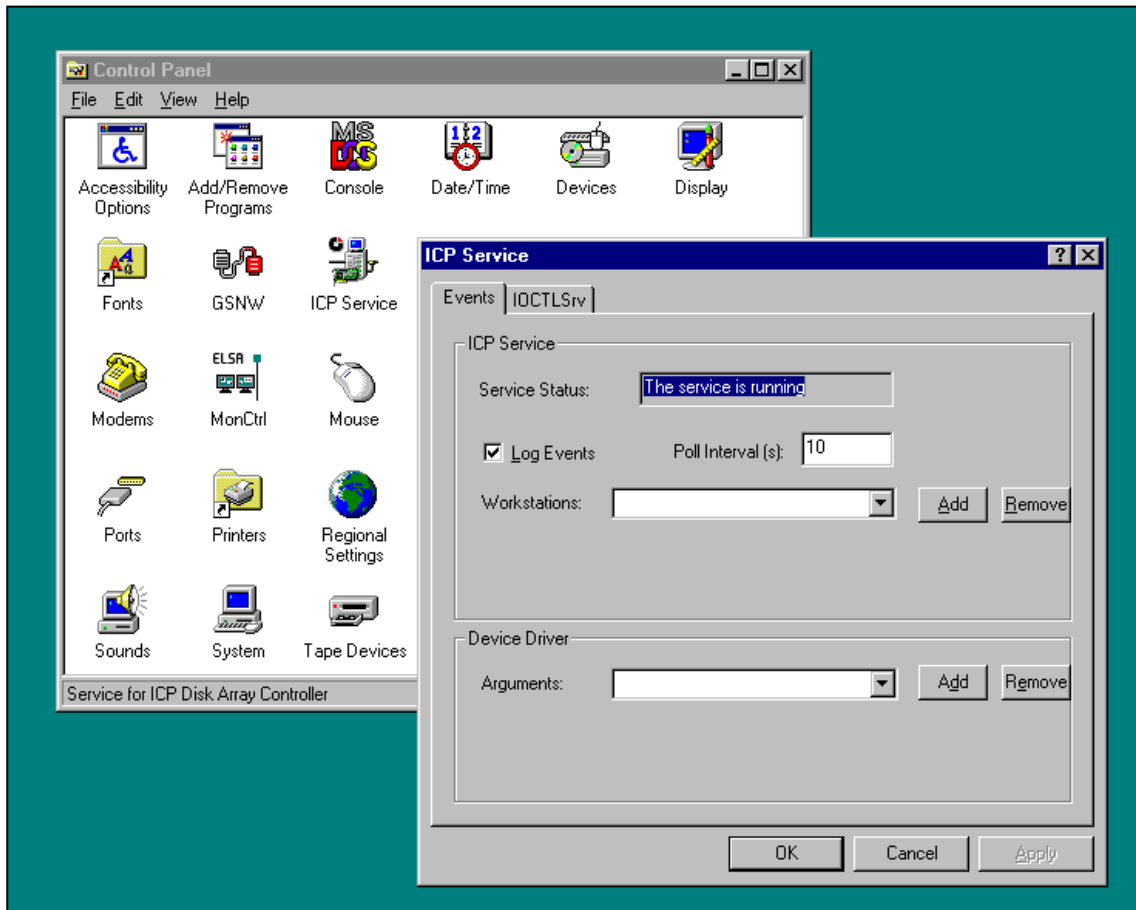 Control Panel
File Edit View Help
MS DOS
Accessibility Options
Add/Remove Programs
Console
Date/Time
Devices
Display
Fonts
GSNW
ICP Service
ELSA
Modems
MonCtrl
Mouse
Ports
Printers
Regional Settings
Sounds
System
Tape Devices
Service for ICP Disk Array Controller
ICP Service
Events IOCTLSrv
ICP Service
Service Status: The service is running
Log Events Poll Interval (s): 10
Workstations: Add Remove
Device Driver
Arguments: Add Remove
OK Cancel Apply